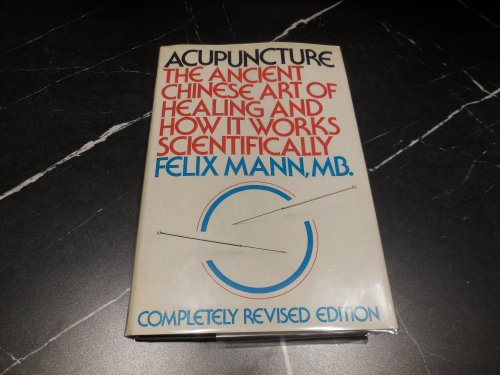 ACUPUNCTURE
THE ANCIENT
CHINESE ART OF
HEALING AND
HOW IT WORKS
SCIENTIFICALLY
FELIX MANN, MB.
COMPLETELY REVISED EDITION